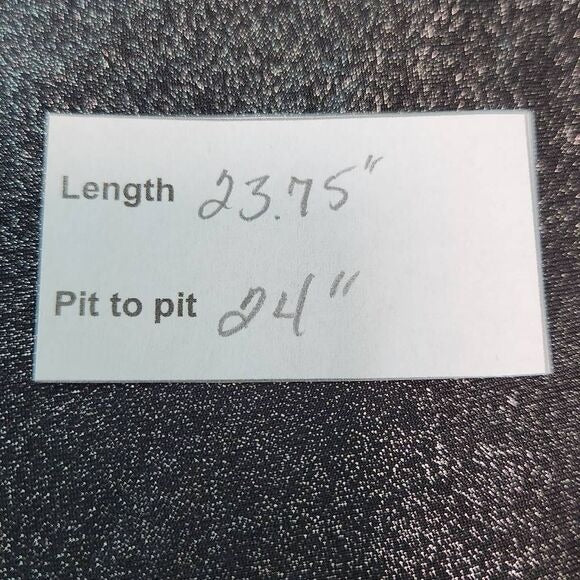 Length 23.75"
Pit to pit 24"